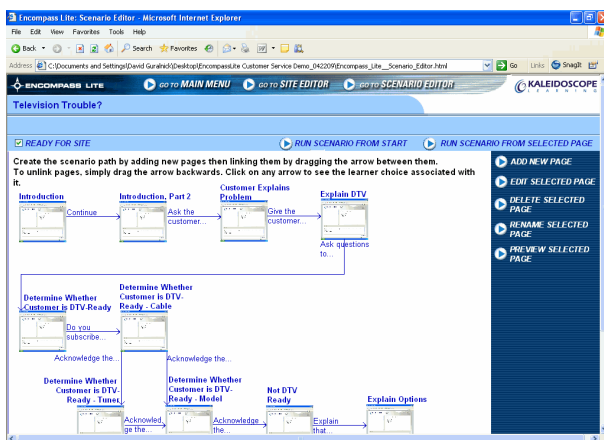 Encompass Lite: Scenario Editor - Microsoft Internet Explorer
File Edit View Favorites Tools Help
Back Search Favorites
Address C:\Documents and Settings\David Guralnick\Desktop\EncompassLite Customer Service Demo_042209\Encompass_Lite__Scenario_Editor.html Go Links SnagIt
ENCOMPASS LITE GO TO MAIN MENU GO TO SITE EDITOR GO TO SCENARIO EDITOR KALEIDOSCOPE
LEARNING
Television Trouble?
READY FOR SITE RUN SCENARIO FROM START RUN SCENARIO FROM SELECTED PAGE
Create the scenario path by adding new pages then linking them by dragging the arrow between them.
To unlink pages, simply drag the arrow backwards. Click on any arrow to see the learner choice associated with
it.
ADD NEW PAGE
EDIT SELECTED PAGE
DELETE SELECTED
PAGE
RENAME SELECTED
PAGE
PREVIEW SELECTED
PAGE
Introduction
Continue
Introduction, Part 2
Ask the
customer...
Customer Explains
Problem
Give the
customer...
Explain DTV
Ask questions
to...
Determine Whether
Customer is DTV-Ready
Do you
subscribe...
Acknowledge the...
Determine Whether
Customer is DTV-
Ready - Cable
Acknowledge the...
Determine Whether
Customer is DTV-
Ready - Tuner
Acknowled
ge the...
Determine Whether
Customer is DTV-
Ready - Model
Acknowledge
the...
Not DTV
Ready
Explain
that...
Explain Options